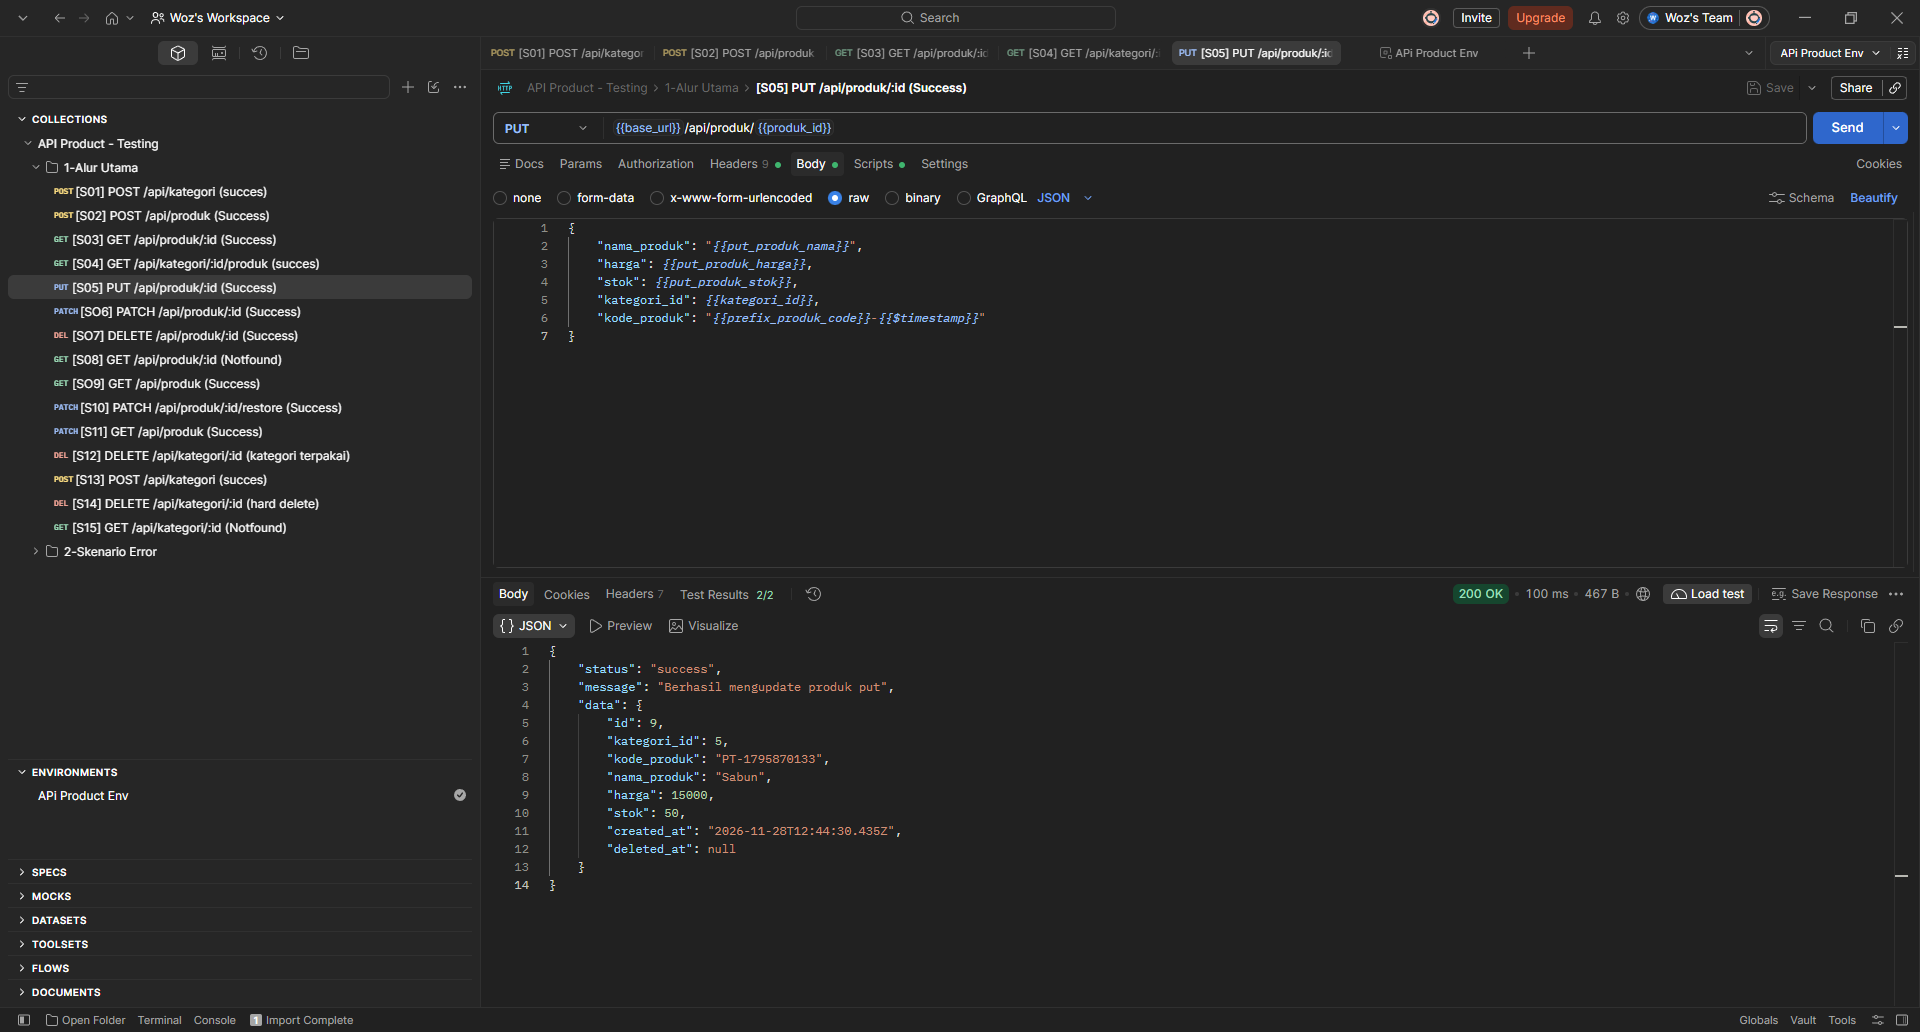 Woz's Workspace
Search
Invite
Upgrade
Woz's Team
POST [S01] POST /api/kategor
POST [S02] POST /api/produk
GET [S03] GET /api/produk/:id
GET [S04] GET /api/kategori/:
PUT [S05] PUT /api/produk/:id
APi Product Env
APi Product Env
API Product - Testing > 1-Alur Utama > [S05] PUT /api/produk/:id (Success)
Save
Share
PUT
{{base_url}} /api/produk/ {{produk_id}}
Send
Docs Params Authorization Headers 9 Body Scripts Settings
Cookies
none form-data x-www-form-urlencoded raw binary GraphQL JSON
Schema
Beautify
1 {
2 "nama_produk": "{{put_produk_nama}}",
3 "harga": {{put_produk_harga}},
4 "stok": {{put_produk_stok}},
5 "kategori_id": {{kategori_id}},
6 "kode_produk": "{{prefix_produk_code}}-{{$timestamp}}"
7 }
COLLECTIONS
API Product - Testing
1-Alur Utama
POST [S01] POST /api/kategori (succes)
POST [S02] POST /api/produk (Success)
GET [S03] GET /api/produk/:id (Success)
GET [S04] GET /api/kategori/:id/produk (succes)
PUT [S05] PUT /api/produk/:id (Success)
PATCH [SO6] PATCH /api/produk/:id (Success)
DEL [SO7] DELETE /api/produk/:id (Success)
GET [S08] GET /api/produk/:id (Notfound)
GET [SO9] GET /api/produk (Success)
PATCH [S10] PATCH /api/produk/:id/restore (Success)
PATCH [S11] GET /api/produk (Success)
DEL [S12] DELETE /api/kategori/:id (kategori terpakai)
POST [S13] POST /api/kategori (succes)
DEL [S14] DELETE /api/kategori/:id (hard delete)
GET [S15] GET /api/kategori/:id (Notfound)
2-Skenario Error
ENVIRONMENTS
APi Product Env
SPECS
MOCKS
DATASETS
TOOLSETS
FLOWS
DOCUMENTS
Body Cookies Headers 7 Test Results 2/2
200 OK • 100 ms • 467 B
Load test
e.g. Save Response
{} JSON
Preview
Visualize
1 {
2 "status": "success",
3 "message": "Berhasil mengupdate produk put",
4 "data": {
5 "id": 9,
6 "kategori_id": 5,
7 "kode_produk": "PT-1795870133",
8 "nama_produk": "Sabun",
9 "harga": 15000,
10 "stok": 50,
11 "created_at": "2026-11-28T12:44:30.435Z",
12 "deleted_at": null
13 }
14 }
Open Folder
Terminal
Console
1 Import Complete
Globals
Vault
Tools